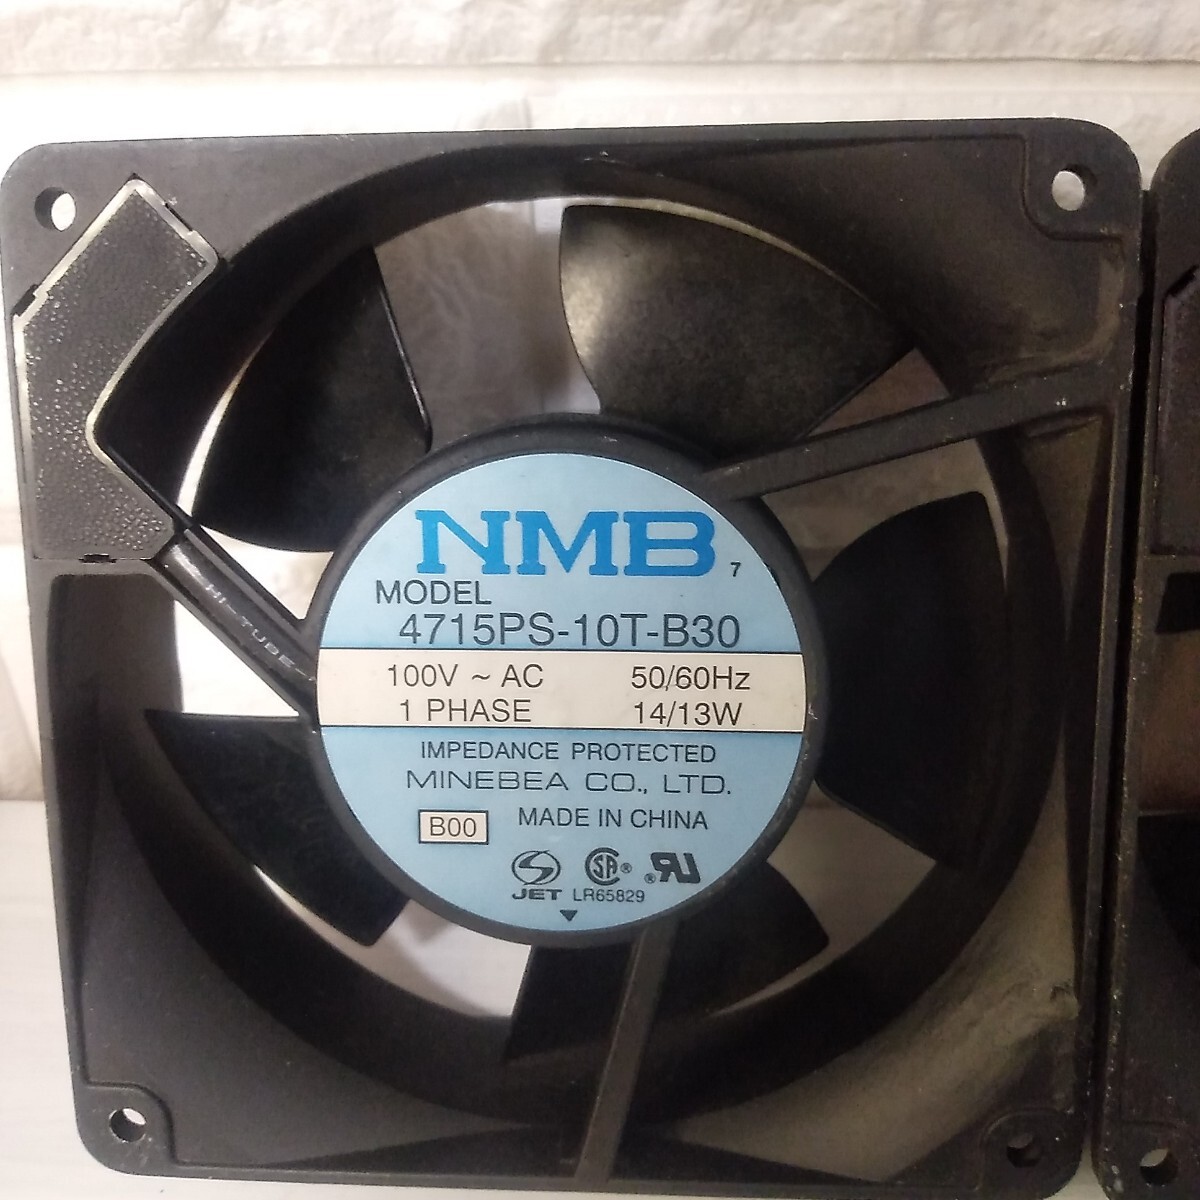 NMB 7
MODEL
4715PS-10T-B30
100V ~ AC 50/60Hz
1 PHASE 14/13W
IMPEDANCE PROTECTED
MINEBEA CO., LTD.
B00 MADE IN CHINA
JET LR65829
HI-TUBE